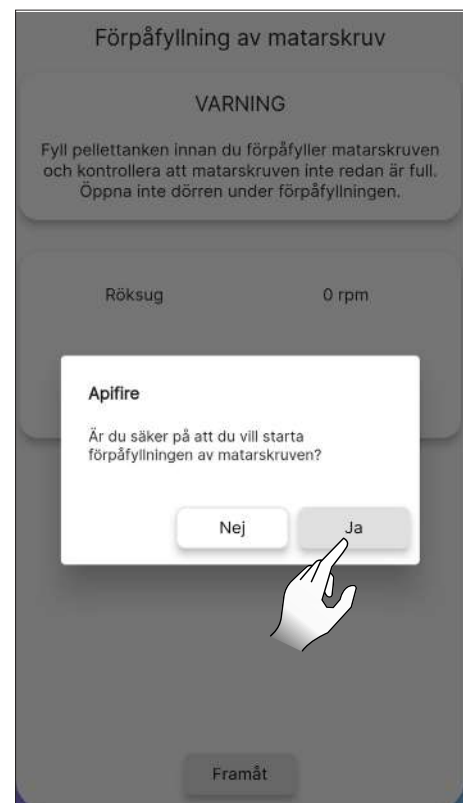 Förpåfyllning av matarskruv
VARNING
Fyll pellettanken innan du förpåfyller matarskruven
och kontrollera att matarskruven inte redan är full.
Öppna inte dörren under förpåfyllningen.
Röksug 0 rpm
Apifire
Är du säker på att du vill starta
förpåfyllningen av matarskruven?
Nej Ja
Framåt